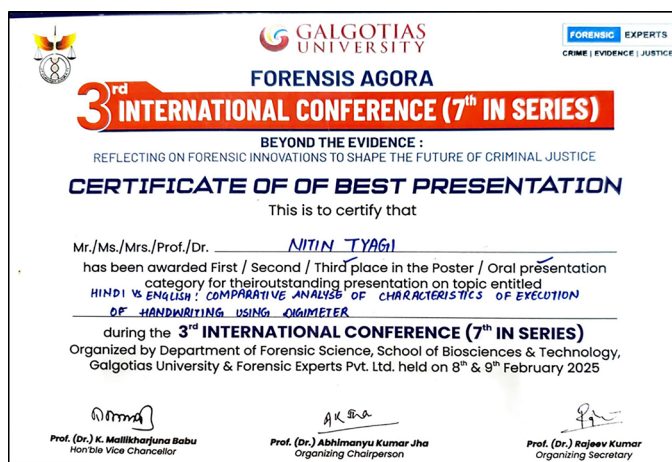 GALGOTIAS
UNIVERSITY
FORENSIC EXPERTS
CRIME | EVIDENCE | JUSTICE
FORENSIS AGORA
3rd INTERNATIONAL CONFERENCE (7th IN SERIES)
BEYOND THE EVIDENCE :
REFLECTING ON FORENSIC INNOVATIONS TO SHAPE THE FUTURE OF CRIMINAL JUSTICE
CERTIFICATE OF OF BEST PRESENTATION
This is to certify that
Mr./Ms./Mrs./Prof./Dr. NITIN TYAGI
has been awarded First / Second / Third place in the Poster / Oral presentation
category for theiroutstanding presentation on topic entitled
HINDI VS ENGLISH: COMPARATIVE ANALYSE OF CHARACTERISTICS OF EXECUTION
OF HANDWRITING USING DIGIMETER
during the 3rd INTERNATIONAL CONFERENCE (7th IN SERIES)
Organized by Department of Forensic Science, School of Biosciences & Technology,
Galgotias University & Forensic Experts Pvt. Ltd. held on 8th & 9th February 2025
Prof. (Dr.) K. Mallikharjuna Babu
Hon'ble Vice Chancellor
Prof. (Dr.) Abhimanyu Kumar Jha
Organizing Chairperson
Prof. (Dr.) Rajeev Kumar
Organizing Secretary